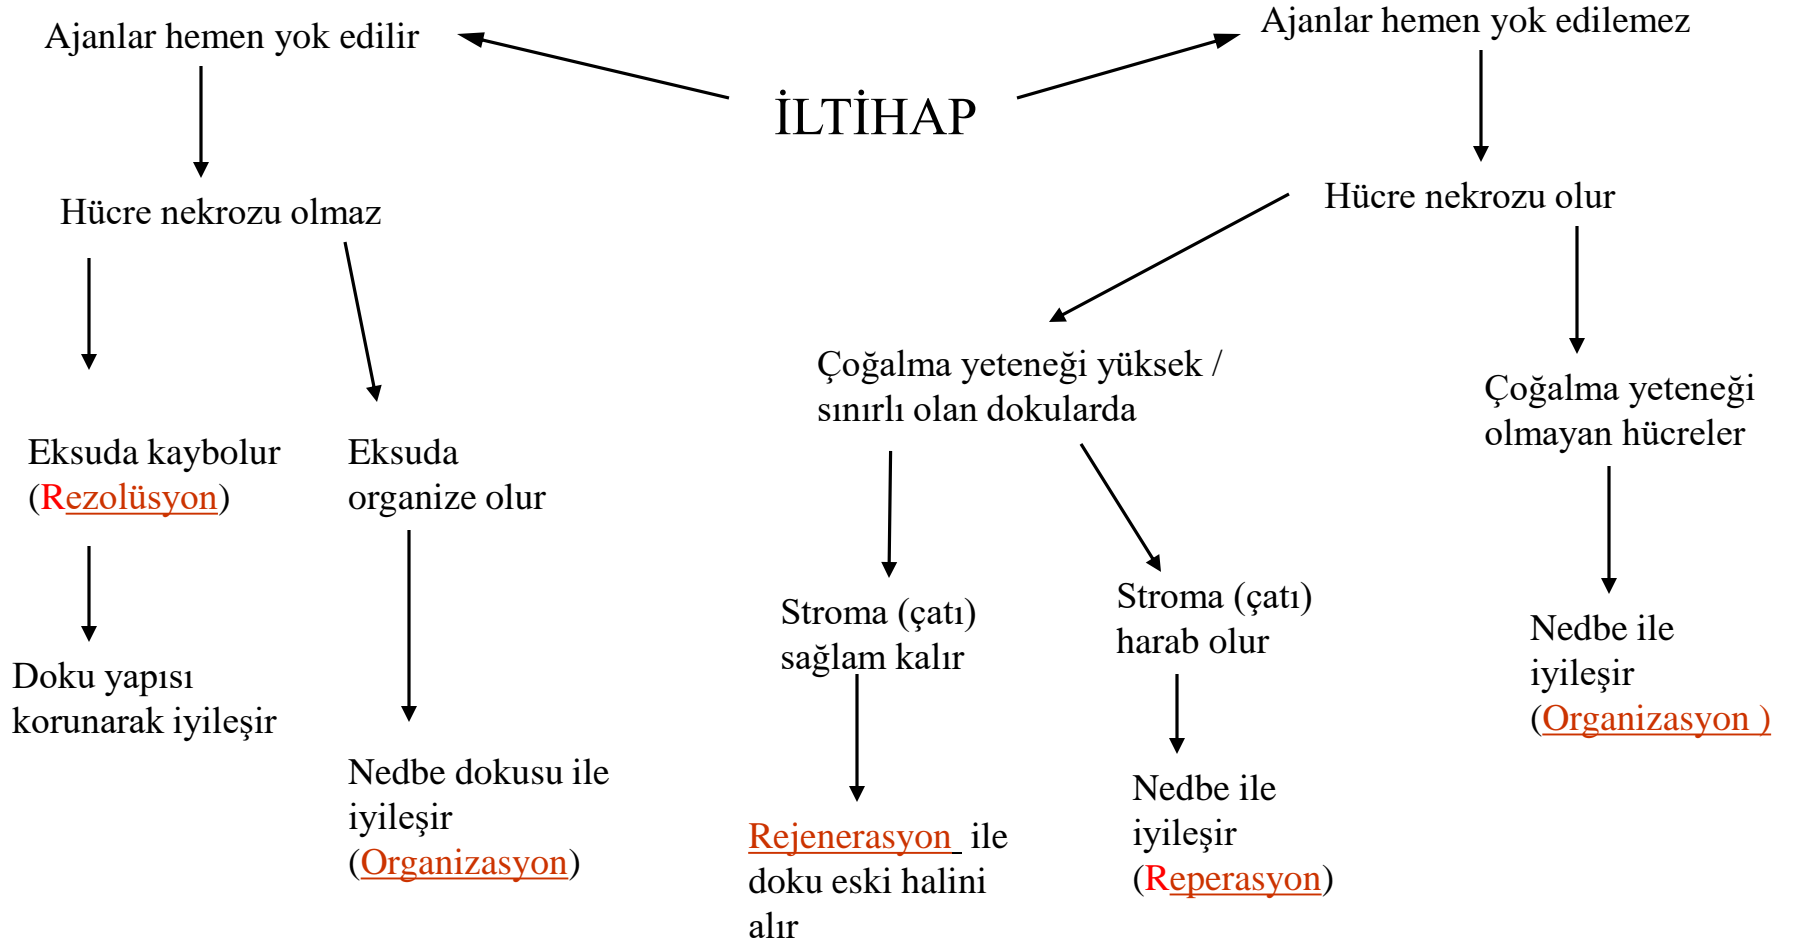 Ajanlar hemen yok edilir
Ajanlar hemen yok edilemez
İLTİHAP
Hücre nekrozu olmaz
Hücre nekrozu olur
Eksuda kaybolur
(Rezolüsyon)
Doku yapısı
korunarak iyileşir
Eksuda
organize olur
Nedbe dokusu ile
iyileşir
(Organizasyon)
Çoğalma yeteneği yüksek /
sınırlı olan dokularda
Stroma (çatı)
sağlam kalır
Rejenerasyon  ile
doku eski halini
alır
Stroma (çatı)
harab olur
Nedbe ile
iyileşir
(Reperasyon)
Çoğalma yeteneği
olmayan hücreler
Nedbe ile
iyileşir
(Organizasyon )